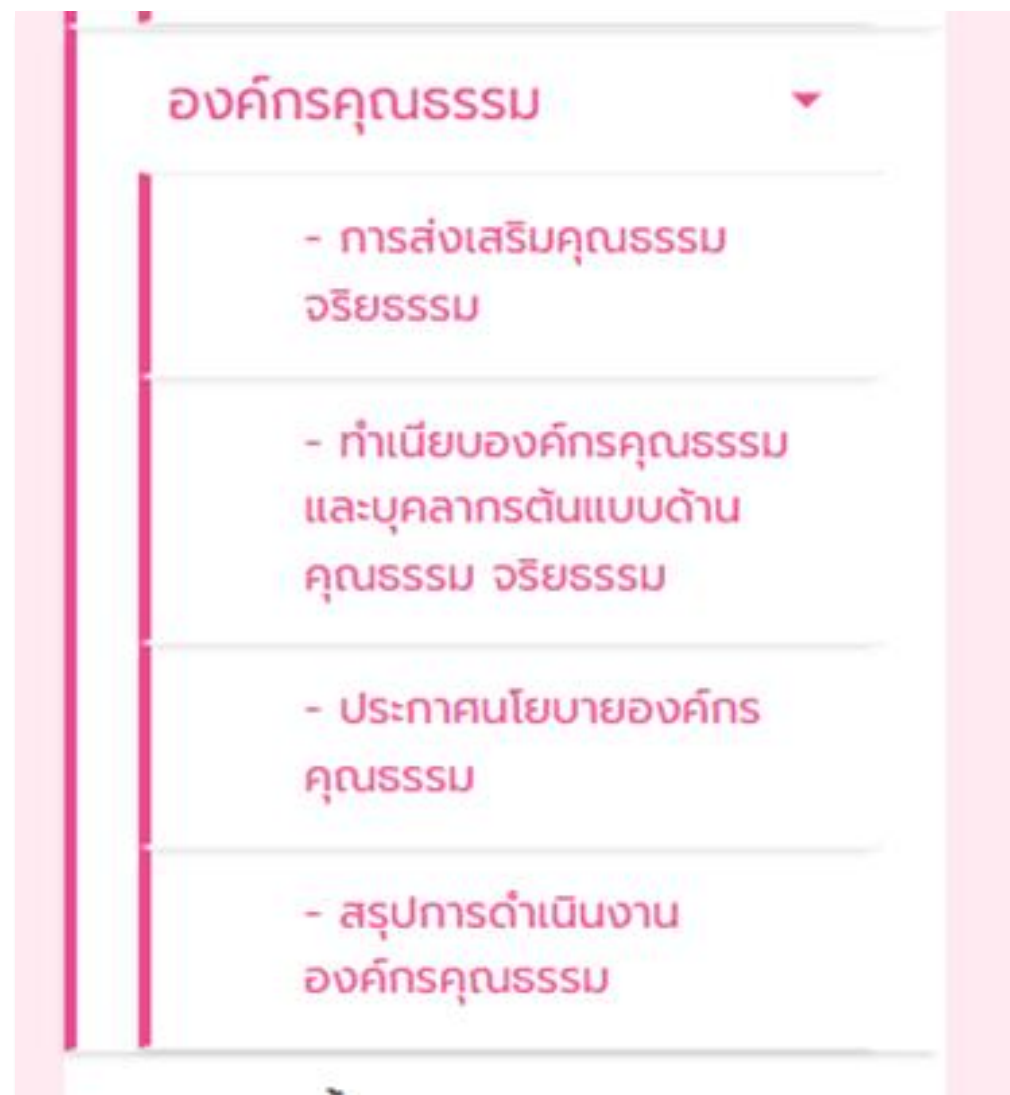 องค์กรคุณธรรม
- การส่งเสริมคุณธรรม
จริยธรรม
- ทำเนียบองค์กรคุณธรรม
และบุคลากรต้นแบบด้าน
คุณธรรม จริยธรรม
- ประกาศนโยบายองค์กร
คุณธรรม
- สรุปการดำเนินงาน
องค์กรคุณธรรม